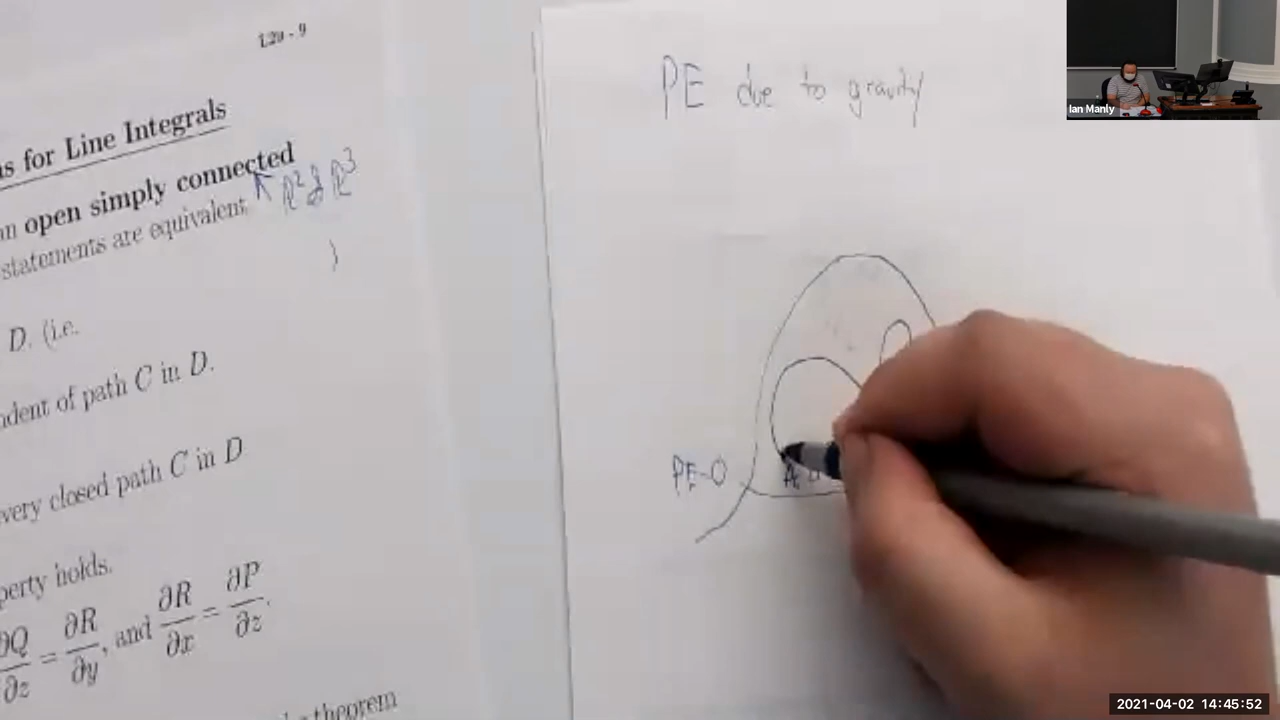 L29 - 9
s for Line Integrals
n open simply connected
R² & R³
statements are equivalent
D. (i.e.
ndent of path C in D.
very closed path C in D
perty holds.
∂Q/∂z = ∂R/∂y, and ∂R/∂x = ∂P/∂z.
theorem
PE due to gravity
PE=0
A
Ian Manly
2021-04-02 14:45:52